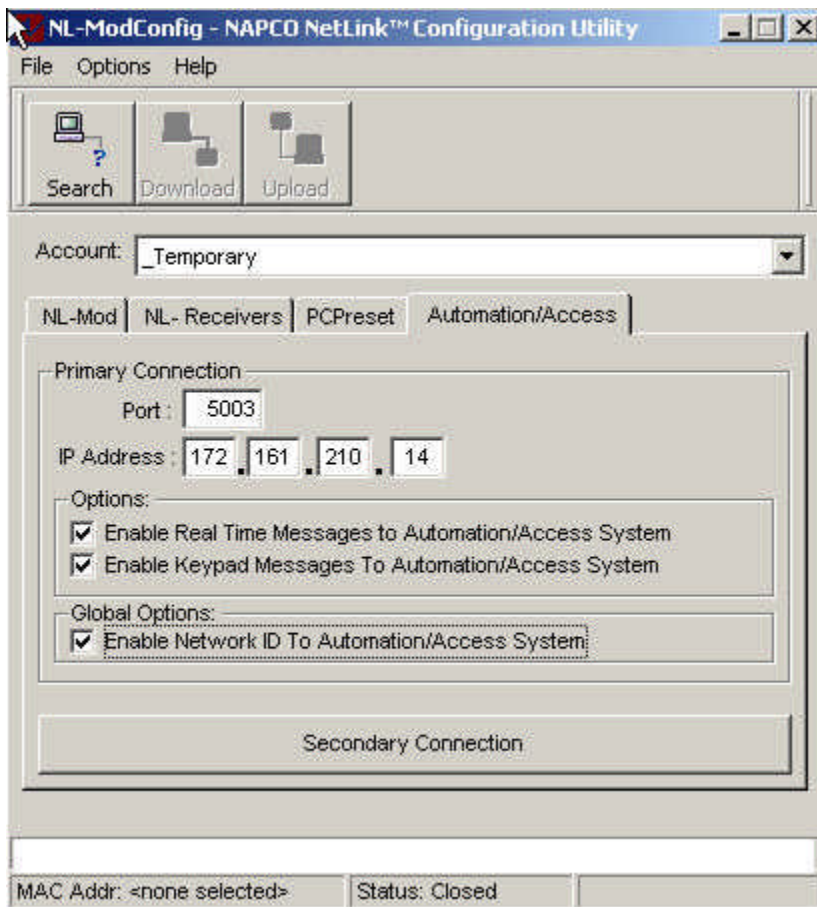 NL-ModConfig - NAPCO NetLink™ Configuration Utility
File Options Help
Search Download Upload
?
Account: _Temporary
NL-Mod NL- Receivers PCPreset Automation/Access
Primary Connection
Port : 5003
IP Address : 172 . 161 . 210 . 14
Options:
Enable Real Time Messages to Automation/Access System
Enable Keypad Messages To Automation/Access System
Global Options:
Enable Network ID To Automation/Access System
Secondary Connection
MAC Addr: <none selected> Status: Closed